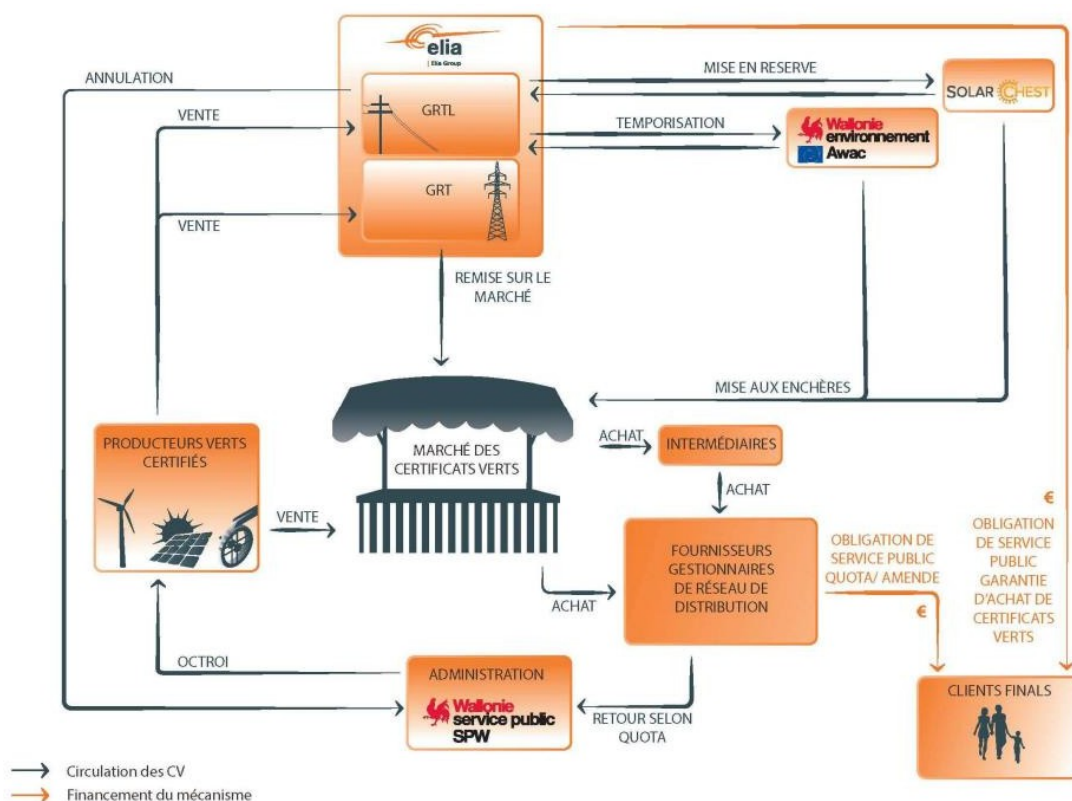 elia
Elia Group
ANNULATION
MISE EN RESERVE
SOLAR CHEST
VENTE
GRTL
TEMPORISATION
Wallonie
environnement
Awac
GRT
VENTE
REMISE SUR LE
MARCHÉ
MISE AUX ENCHÈRES
PRODUCTEURS VERTS
CERTIFIÉS
MARCHÉ DES
CERTIFICATS VERTS
ACHAT
INTERMÉDIAIRES
ACHAT
VENTE
€
OBLIGATION
DE SERVICE
PUBLIC
GARANTIE
D'ACHAT DE
CERTIFICATS
VERTS
FOURNISSEURS
GESTIONNAIRES
DE RÉSEAU DE
DISTRIBUTION
OBLIGATION DE
SERVICE PUBLIC
QUOTA/ AMENDE
€
ACHAT
OCTROI
ADMINISTRATION
Wallonie
service public
SPW
RETOUR SELON
QUOTA
CLIENTS FINALS
Circulation des CV
Financement du mécanisme